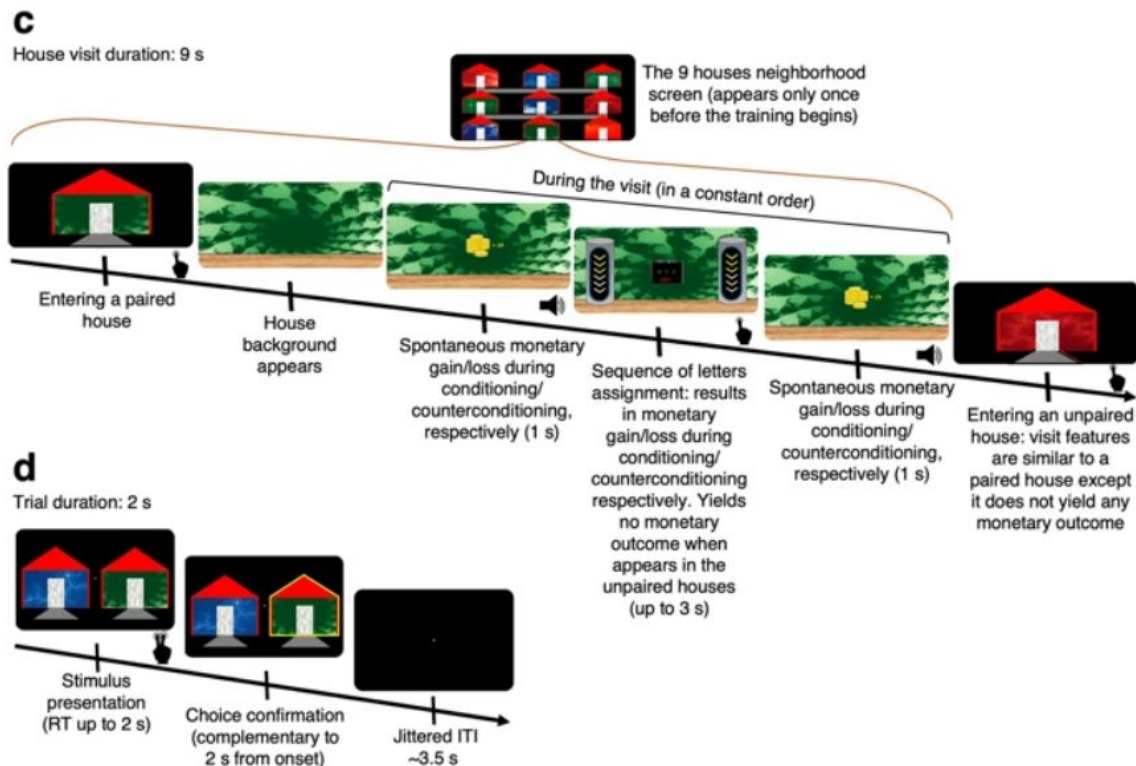 c
House visit duration: 9 s
The 9 houses neighborhood
screen (appears only once
before the training begins)
During the visit (in a constant order)
Entering a paired
house
House
background
appears
Spontaneous monetary
gain/loss during
conditioning/
counterconditioning,
respectively (1 s)
Sequence of letters
assignment: results
in monetary
gain/loss during
conditioning/
counterconditioning
respectively. Yields
no monetary
outcome when
appears in the
unpaired houses
(up to 3 s)
Spontaneous monetary
gain/loss during
conditioning/
counterconditioning,
respectively (1 s)
Entering an unpaired
house: visit features
are similar to a
paired house except
it does not yield any
monetary outcome
d
Trial duration: 2 s
Stimulus
presentation
(RT up to 2 s)
Choice confirmation
(complementary to
2 s from onset)
Jittered ITI
~3.5 s